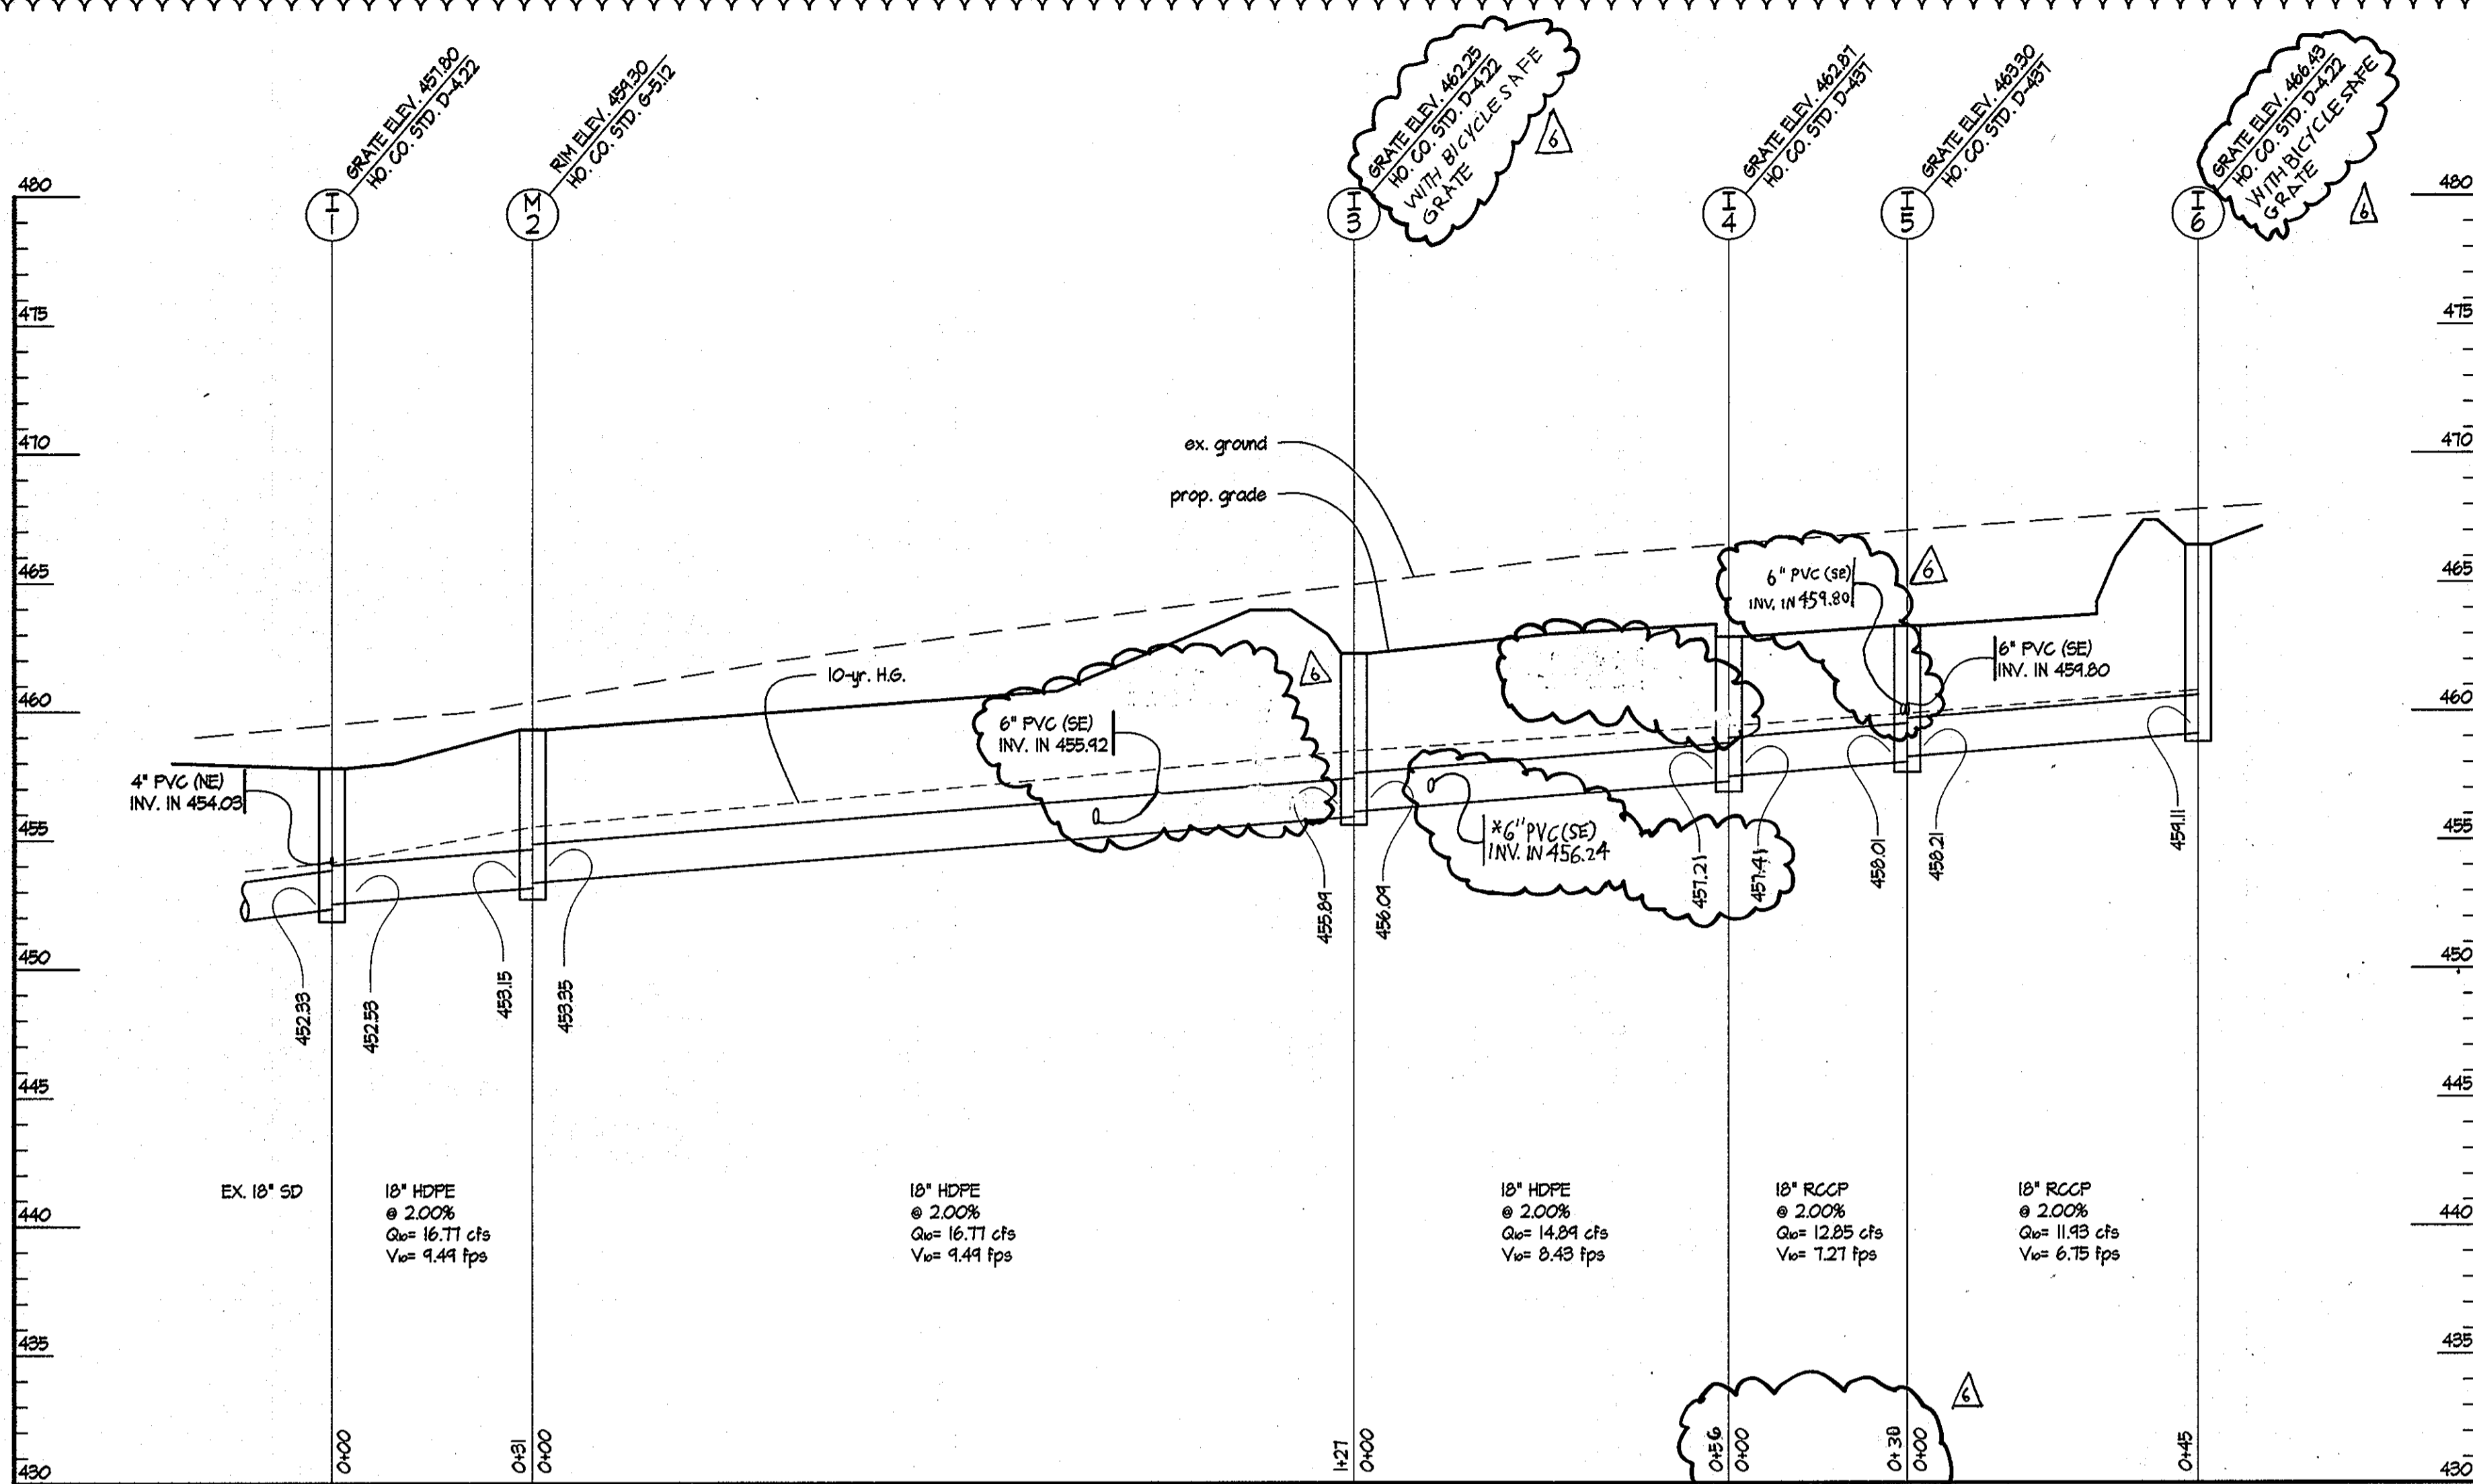 GRATE ELEV. 457.80
HO. CO. STD. D-4.22
RIM ELEV. 459.30
HO. CO. STD. G-5.12
GRATE ELEV. 462.25
HO. CO. STD. D-4.22
WITH BICYCLE SAFE
GRATE
6
GRATE ELEV. 462.87
HO. CO. STD. D-4.37
GRATE ELEV. 463.30
HO. CO. STD. D-4.37
GRATE ELEV. 466.43
HO. CO. STD. D-4.22
WITH BICYCLE SAFE
GRATE
6
I
1
M
2
I
3
I
4
I
5
I
6
480
480
475
475
470
470
465
465
460
460
455
455
450
450
445
445
440
440
435
435
430
430
ex. ground
prop. grade
10-yr. H.G.
6" PVC (SE)
INV. IN 459.80
6
6" PVC (SE)
INV. IN 459.80
6
6" PVC (SE)
INV. IN 455.92
4" PVC (NE)
INV. IN 454.03
*6" PVC (SE)
INV. IN 456.24
452.33
452.53
453.15
453.35
455.89
456.09
457.21
457.41
458.01
458.21
459.11
EX. 18" SD
18" HDPE
@ 2.00%
Q10= 16.77 cfs
V10= 9.49 fps
18" HDPE
@ 2.00%
Q10= 16.77 cfs
V10= 9.49 fps
18" HDPE
@ 2.00%
Q10= 14.89 cfs
V10= 8.43 fps
18" RCCP
@ 2.00%
Q10= 12.85 cfs
V10= 7.27 fps
18" RCCP
@ 2.00%
Q10= 11.93 cfs
V10= 6.75 fps
6
0+00
0+31
0+00
1+27
0+00
0+56
0+00
0+38
0+00
0+45